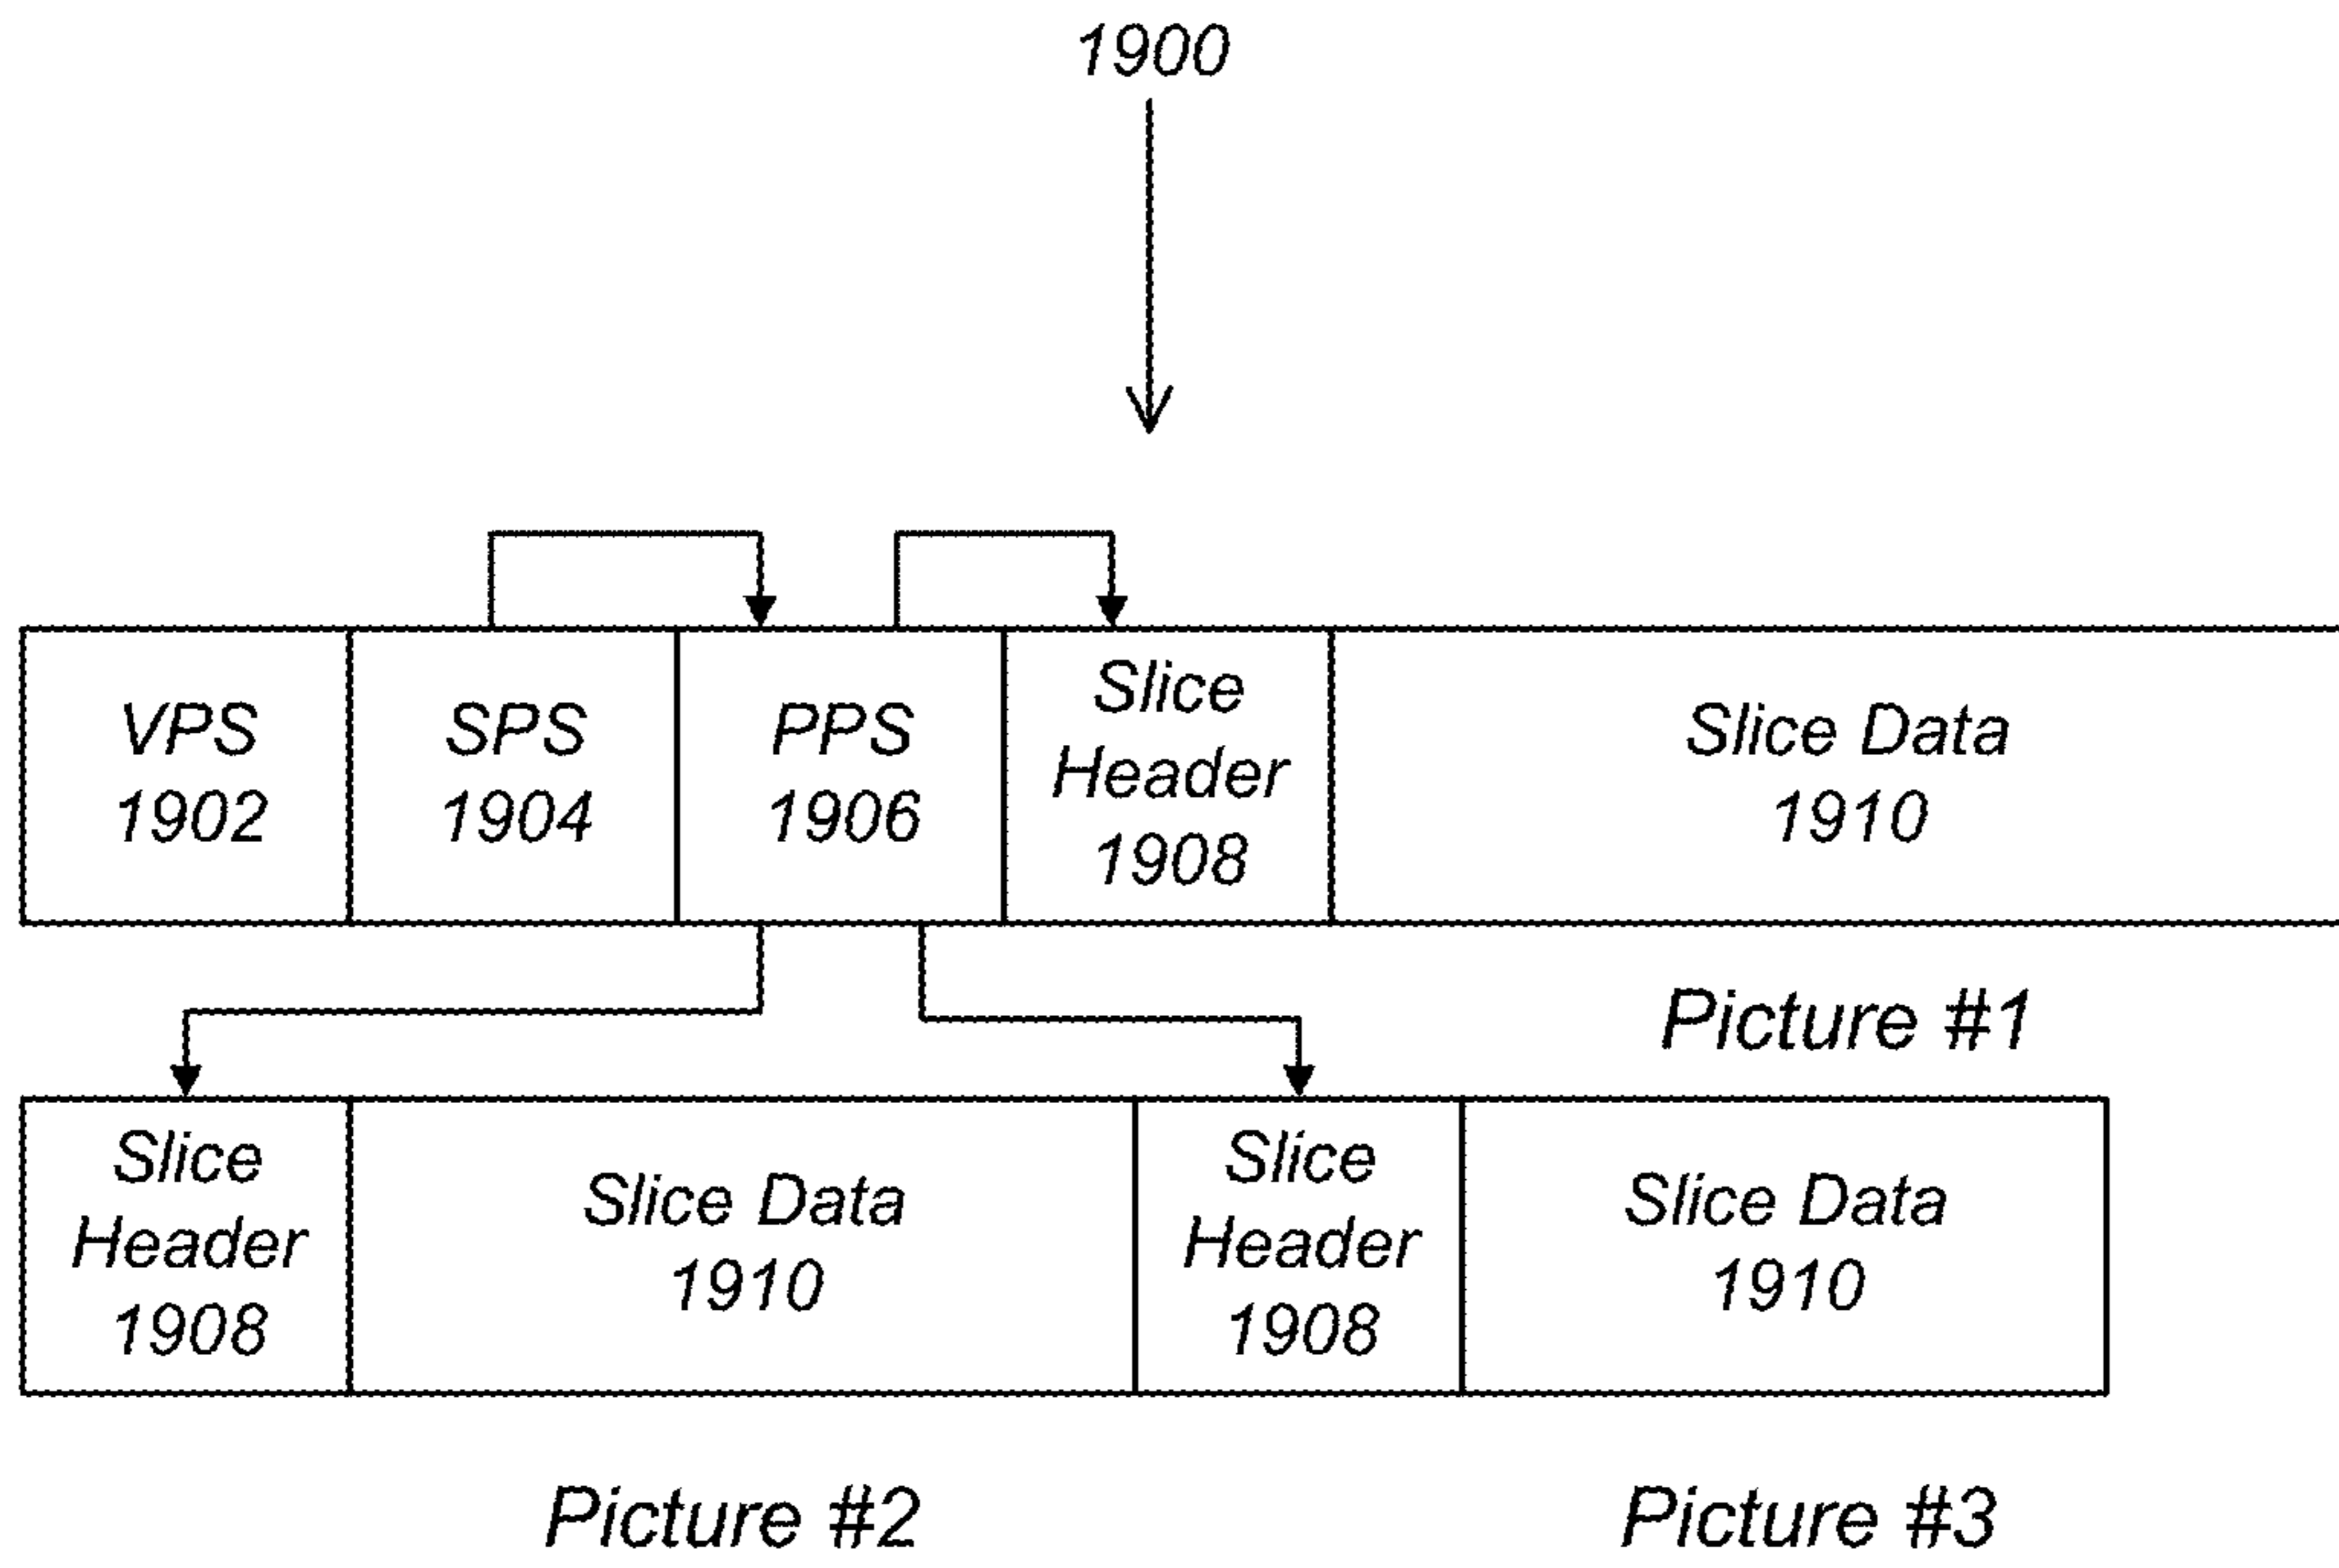 1900
VPS
1902
SPS
1904
PPS
1906
Slice
Header
1908
Slice Data
1910
Picture #1
Slice
Header
1908
Slice Data
1910
Slice
Header
1908
Slice Data
1910
Picture #2
Picture #3